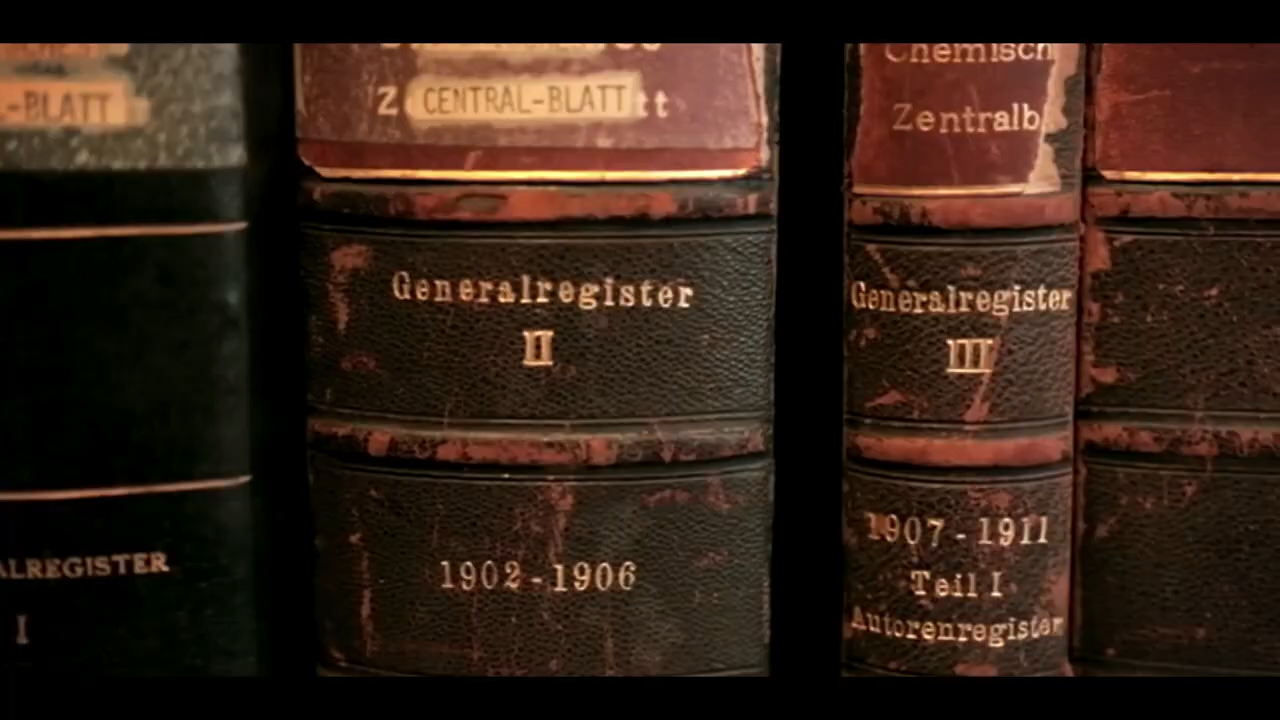 -BLATT
ALREGISTER
I
Z CENTRAL-BLATT tt
Generalregister
II
1902-1906
Chemisch
Zentralb
Generalregister
III
1907-1911
Teil I
Autorenregister